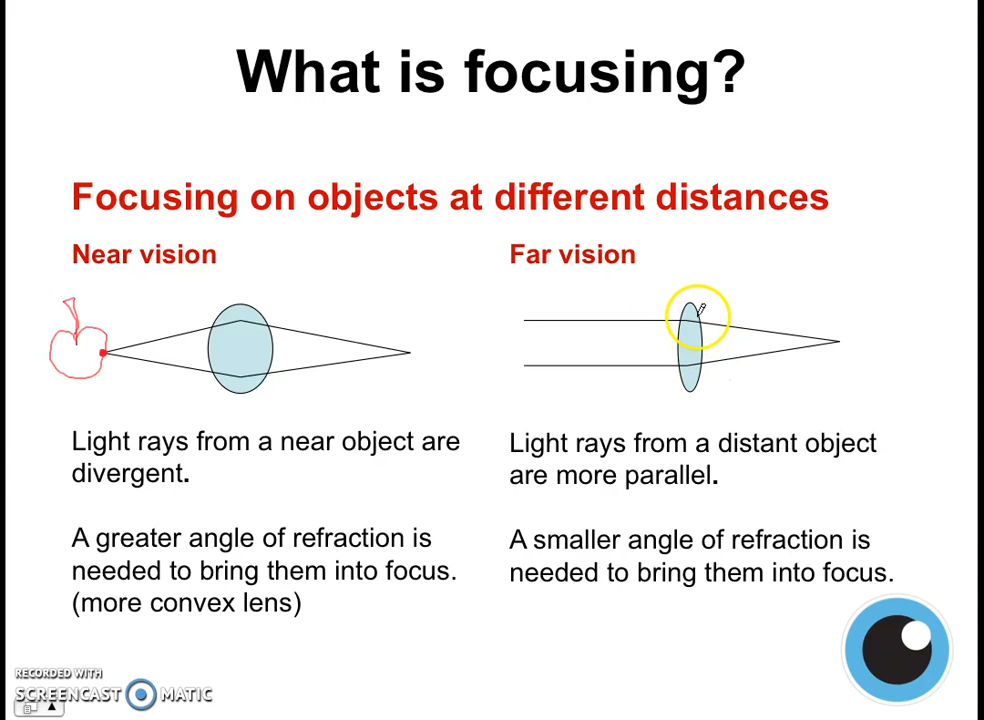 What is focusing?
Focusing on objects at different distances
Near vision
Far vision
Light rays from a near object are
divergent.
A greater angle of refraction is
needed to bring them into focus.
(more convex lens)
Light rays from a distant object
are more parallel.
A smaller angle of refraction is
needed to bring them into focus.
RECORDED WITH
SCREENCAST MATIC